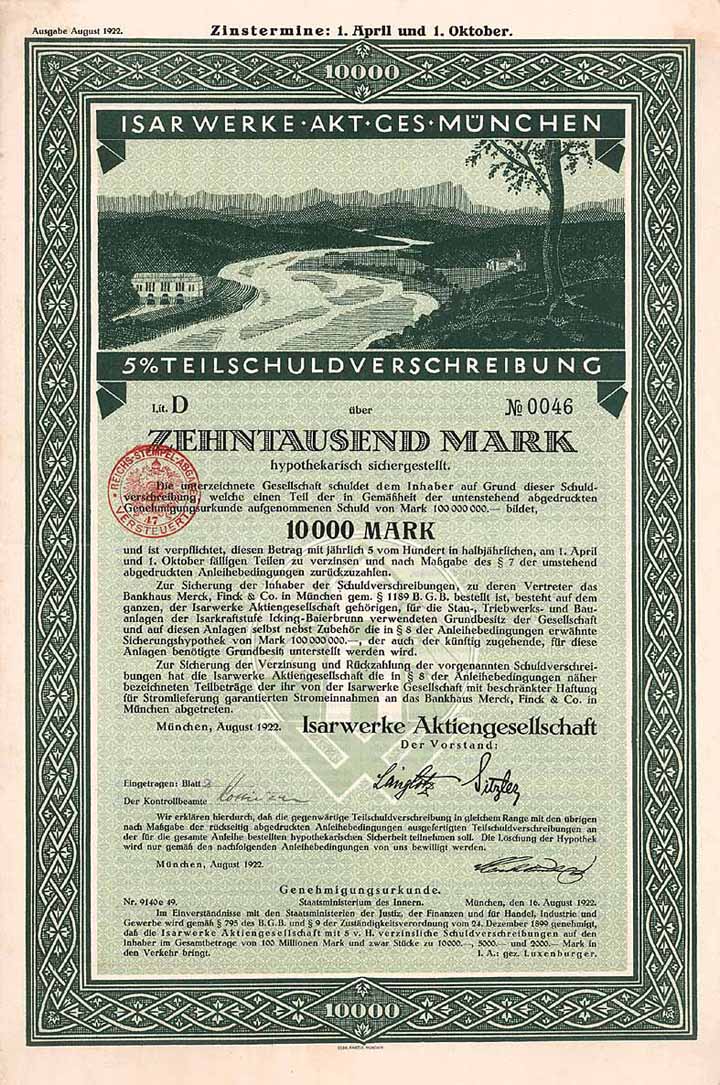 Ausgabe August 1922.
Zinstermine: 1. April und 1. Oktober.
10000
ISARWERKE·AKT·GES·MÜNCHEN
5% TEILSCHULDVERSCHREIBUNG
Lit. D
über
№ 0046
ZEHNTAUSEND MARK
hypothekarisch sichergestellt.
REICHS-STEMPEL-ABGABE
VERSTEUERT
Die unterzeichnete Gesellschaft schuldet dem Inhaber auf Grund dieser Schuld-
verschreibung, welche einen Teil der in Gemäßheit der untenstehend abgedruckten
Genehmigungsurkunde aufgenommenen Schuld von Mark 100 000 000.— bildet,
10 000 MARK
und ist verpflichtet, diesen Betrag mit jährlich 5 vom Hundert in halbjährlichen, am 1. April
und 1. Oktober fälligen Teilen zu verzinsen und nach Maßgabe des § 7 der umstehend
abgedruckten Anleihebedingungen zurückzuzahlen.
Zur Sicherung der Inhaber der Schuldverschreibungen, zu deren Vertreter das
Bankhaus Merck, Finck & Co. in München gem. § 1189 B. G. B. bestellt ist, besteht auf dem
ganzen, der Isarwerke Aktiengesellschaft gehörigen, für die Stau-, Triebwerks- und Bau-
anlagen der Isarkraftstufe Icking-Baierbrunn verwendeten Grundbesitz der Gesellschaft
und auf diesen Anlagen selbst nebst Zubehör die in § 8 der Anleihebedingungen erwähnte
Sicherungshypothek von Mark 100 000 000.—, der auch der künftig zugehende, für diese
Anlagen benötigte Grundbesitz unterstellt werden wird.
Zur Sicherung der Verzinsung und Rückzahlung der vorgenannten Schuldverschrei-
bungen hat die Isarwerke Aktiengesellschaft die in § 8 der Anleihebedingungen näher
bezeichneten Teilbeträge der ihr von der Isarwerke Gesellschaft mit beschränkter Haftung
für Stromlieferung garantierten Stromeinnahmen an das Bankhaus Merck, Finck & Co. in
München abgetreten.
München, August 1922.
Isarwerke Aktiengesellschaft
Der Vorstand:
Langlotz Sitzler
Eingetragen: Blatt
Der Kontrollbeamte
Wir erklären hierdurch, daß die gegenwärtige Teilschuldverschreibung in gleichem Range mit den übrigen
nach Maßgabe der rückseitig abgedruckten Anleihebedingungen ausgefertigten Teilschuldverschreibungen an
der für die gesamte Anleihe bestellten hypothekarischen Sicherheit teilnehmen soll. Die Löschung der Hypothek
wird nur gemäß den nachfolgenden Anleihebedingungen von uns bewilligt werden.
München, August 1922.
Genehmigungsurkunde.
Nr. 9140e 49.
Staatsministerium des Innern.
München, den 16. August 1922.
Im Einverständnisse mit den Staatsministerien der Justiz, der Finanzen und für Handel, Industrie und
Gewerbe wird gemäß § 795 des B. G. B. und § 9 der Zuständigkeitsverordnung vom 24. Dezember 1899 genehmigt,
daß die Isarwerke Aktiengesellschaft mit 5 v. H. verzinsliche Schuldverschreibungen auf den
Inhaber im Gesamtbetrage von 100 Millionen Mark und zwar Stücke zu 10000.—, 5000.— und 2000.— Mark in
den Verkehr bringt.
I. A.: gez. Luxenburger.
10000